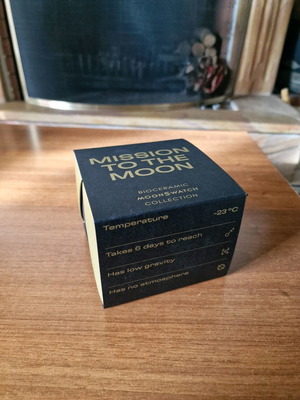 MISSION
TO THE
MOON
BIOCERAMIC
MOONSWATCH
COLLECTION
Temperature -23°C
Takes 6 days to reach
Has low gravity
Has no atmosphere